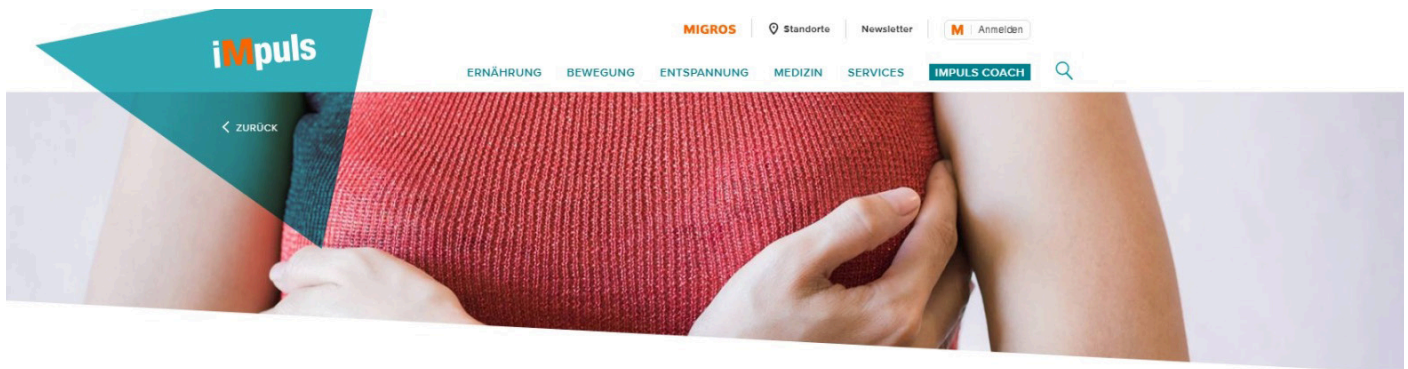 MIGROS Standorte Newsletter M Anmelden
iMpuls
ERNÄHRUNG BEWEGUNG ENTSPANNUNG MEDIZIN SERVICES IMPULS COACH
ZURÜCK